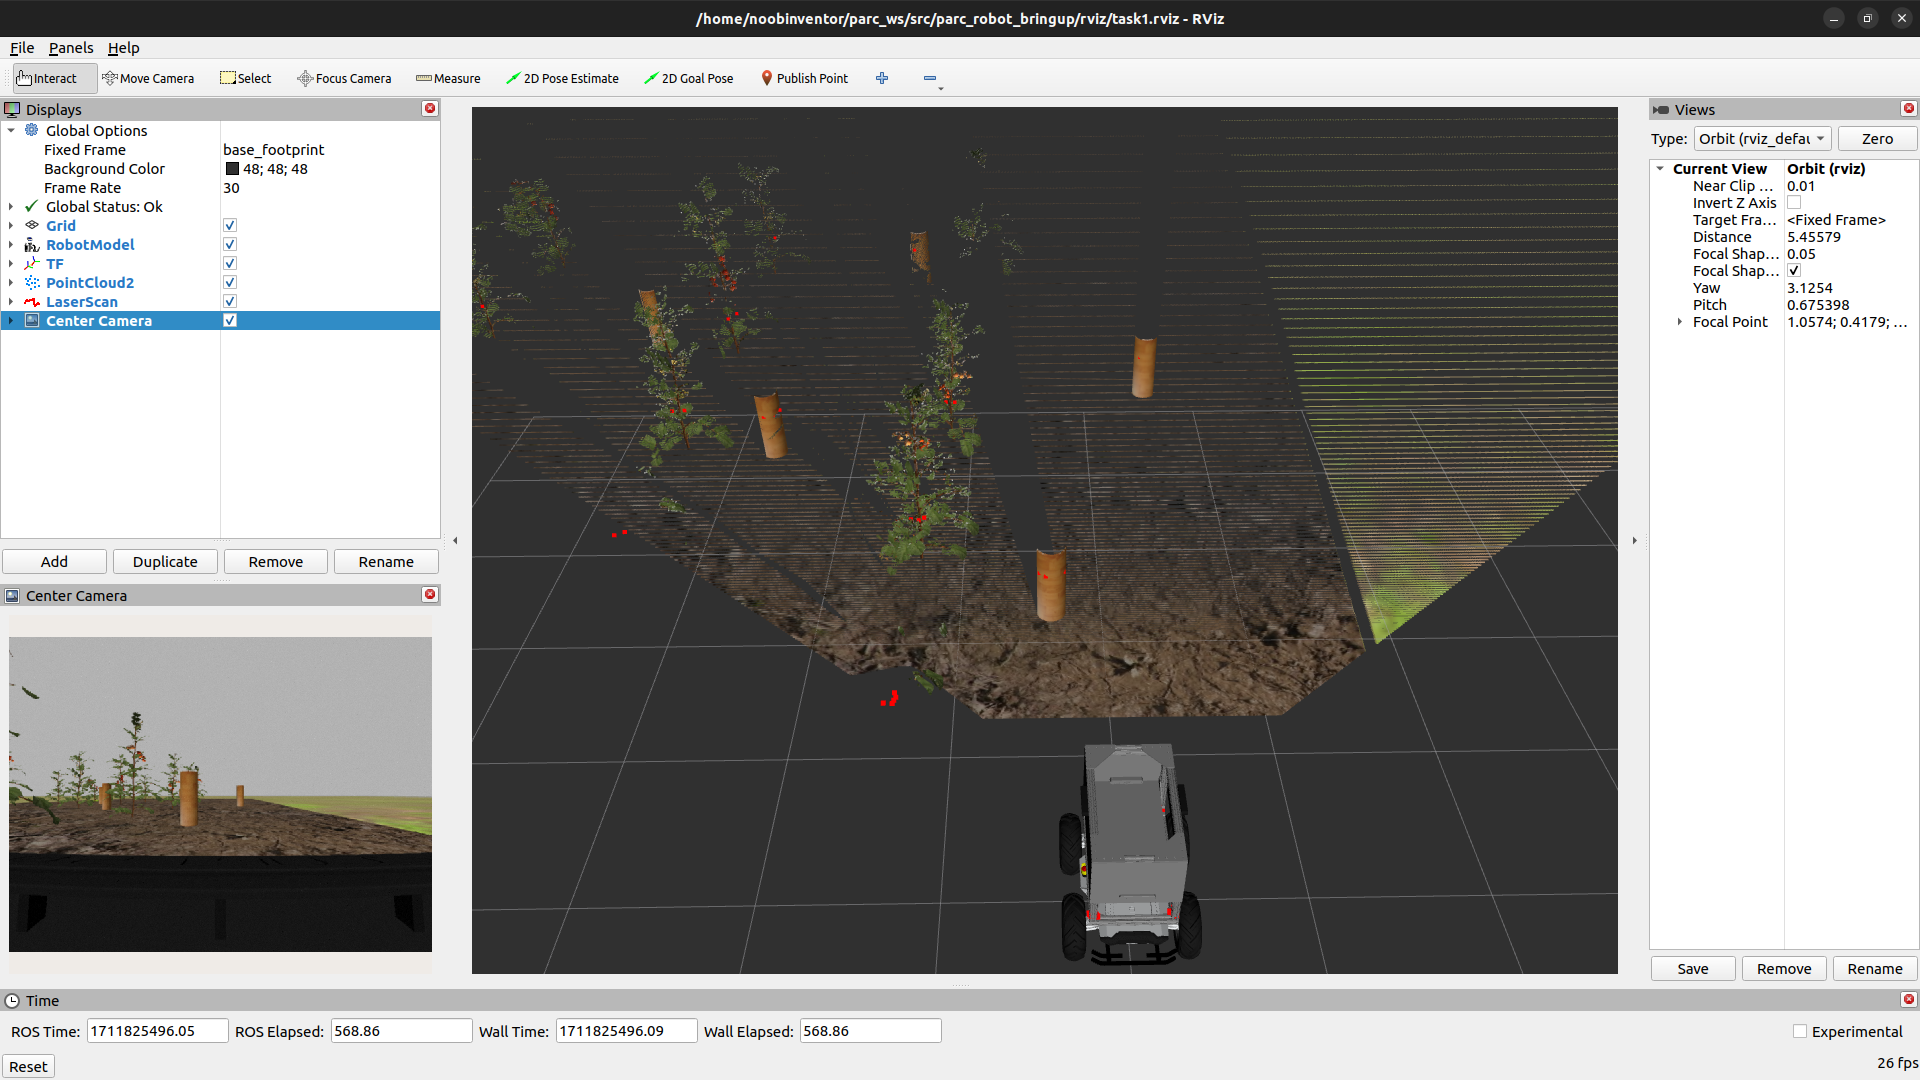 /home/noobinventor/parc_ws/src/parc_robot_bringup/rviz/task1.rviz - RViz
File Panels Help
Interact Move Camera Select Focus Camera Measure 2D Pose Estimate 2D Goal Pose Publish Point
Displays
Global Options
Fixed Frame base_footprint
Background Color 48; 48; 48
Frame Rate 30
Global Status: Ok
Grid
RobotModel
TF
PointCloud2
LaserScan
Center Camera
Add Duplicate Remove Rename
Center Camera
Views
Type: Orbit (rviz_defau Zero
Current View Orbit (rviz)
Near Clip ... 0.01
Invert Z Axis
Target Fra... <Fixed Frame>
Distance 5.45579
Focal Shap... 0.05
Focal Shap...
Yaw 3.1254
Pitch 0.675398
Focal Point 1.0574; 0.4179; ...
Save Remove Rename
Time
ROS Time: 1711825496.05 ROS Elapsed: 568.86 Wall Time: 1711825496.09 Wall Elapsed: 568.86 Experimental
Reset 26 fps